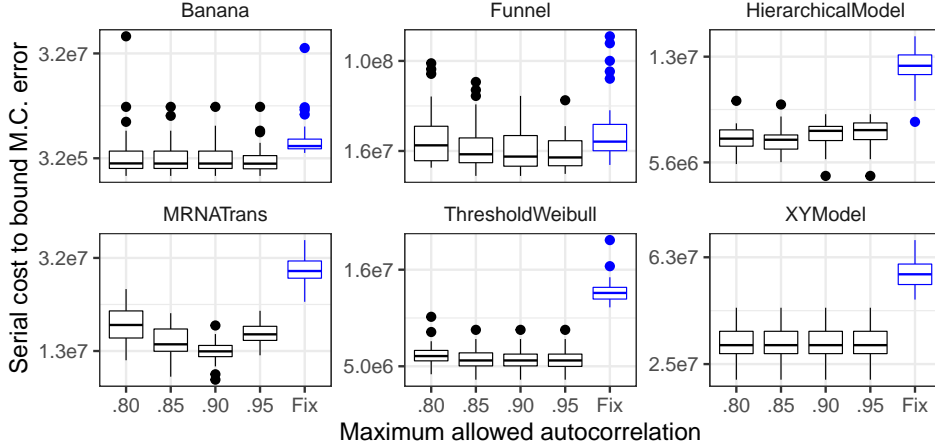 Banana
Funnel
HierarchicalModel
3.2e7
3.2e5
1.0e8
1.6e7
1.3e7
5.6e6
MRNATrans
ThresholdWeibull
XYModel
3.2e7
1.3e7
1.6e7
5.0e6
6.3e7
2.5e7
.80 .85 .90 .95 Fix
.80 .85 .90 .95 Fix
.80 .85 .90 .95 Fix
Maximum allowed autocorrelation
Serial cost to bound M.C. error